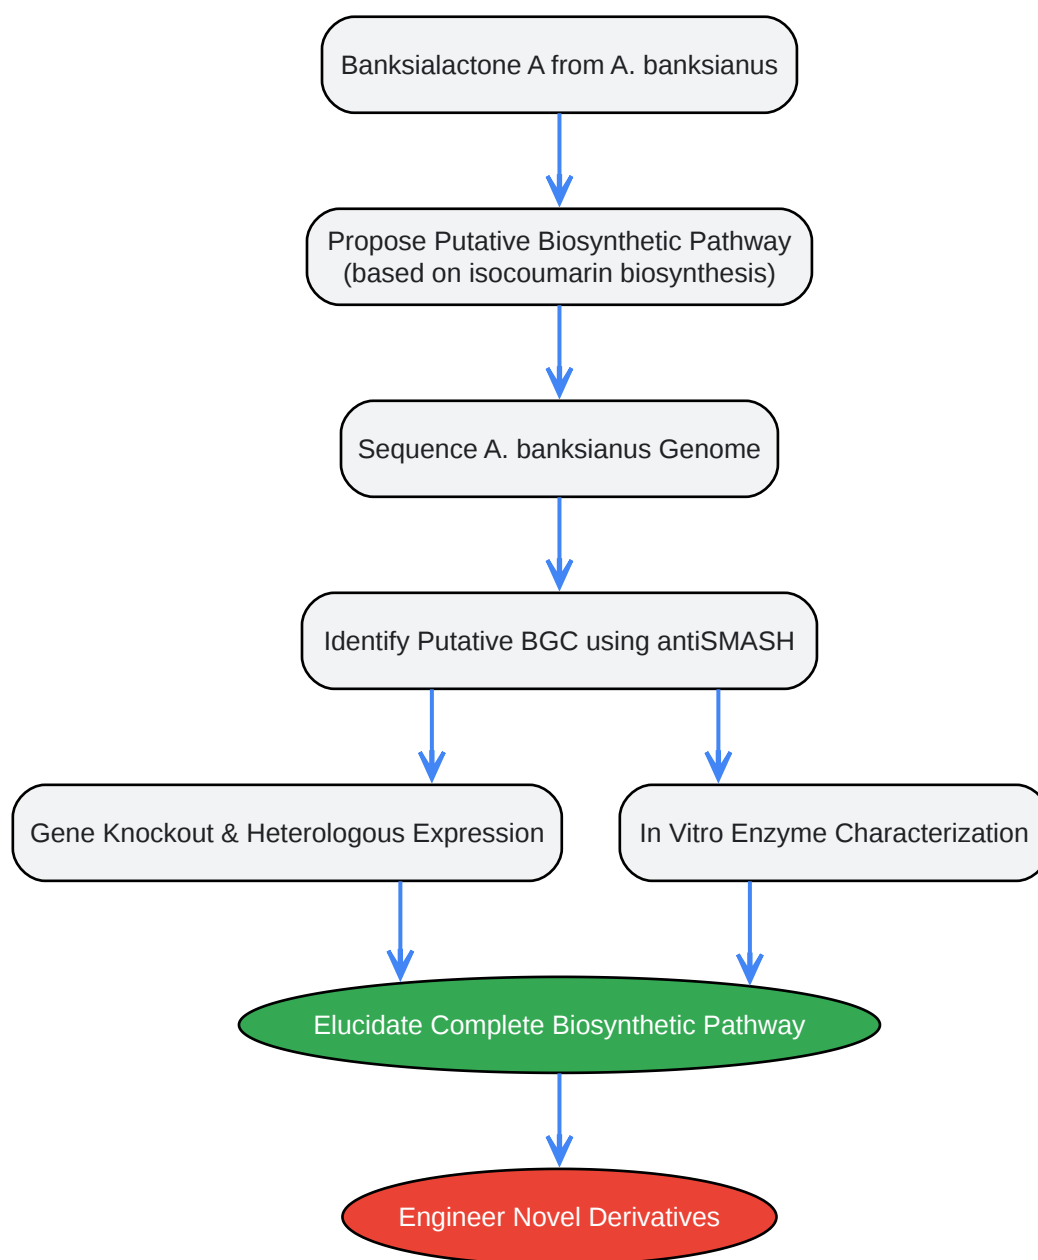 Banksialactone A from A. banksianus
Propose Putative Biosynthetic Pathway
(based on isocoumarin biosynthesis)
Sequence A. banksianus Genome
Identify Putative BGC using antiSMASH
Gene Knockout & Heterologous Expression
In Vitro Enzyme Characterization
Elucidate Complete Biosynthetic Pathway
Engineer Novel Derivatives